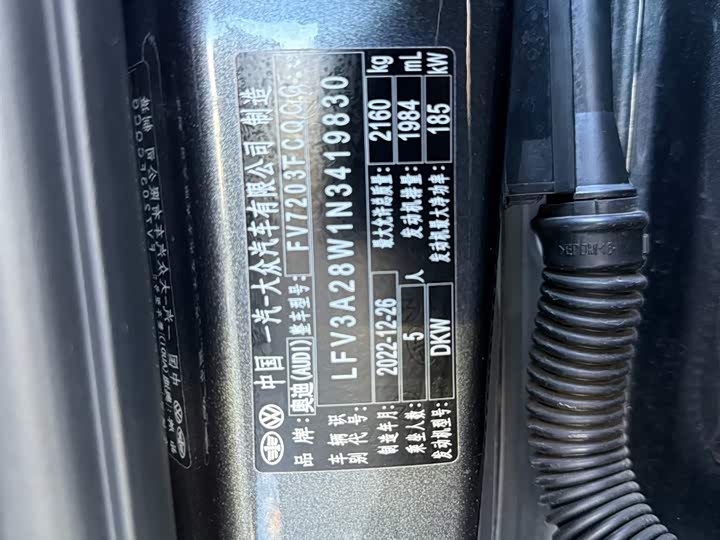 中国 一汽-大众汽车有限公司 制造
品牌: 奥迪(AUDI) 整车型号: FV7203FCQCG
车辆识别代号: LFV3A28W1N3419830
制造年月: 2022-12-26 最大允许总质量: 2160 kg
乘坐人数: 5 人 发动机排量: 1984 mL
发动机型号: DKW 发动机最大净功率: 185 kW